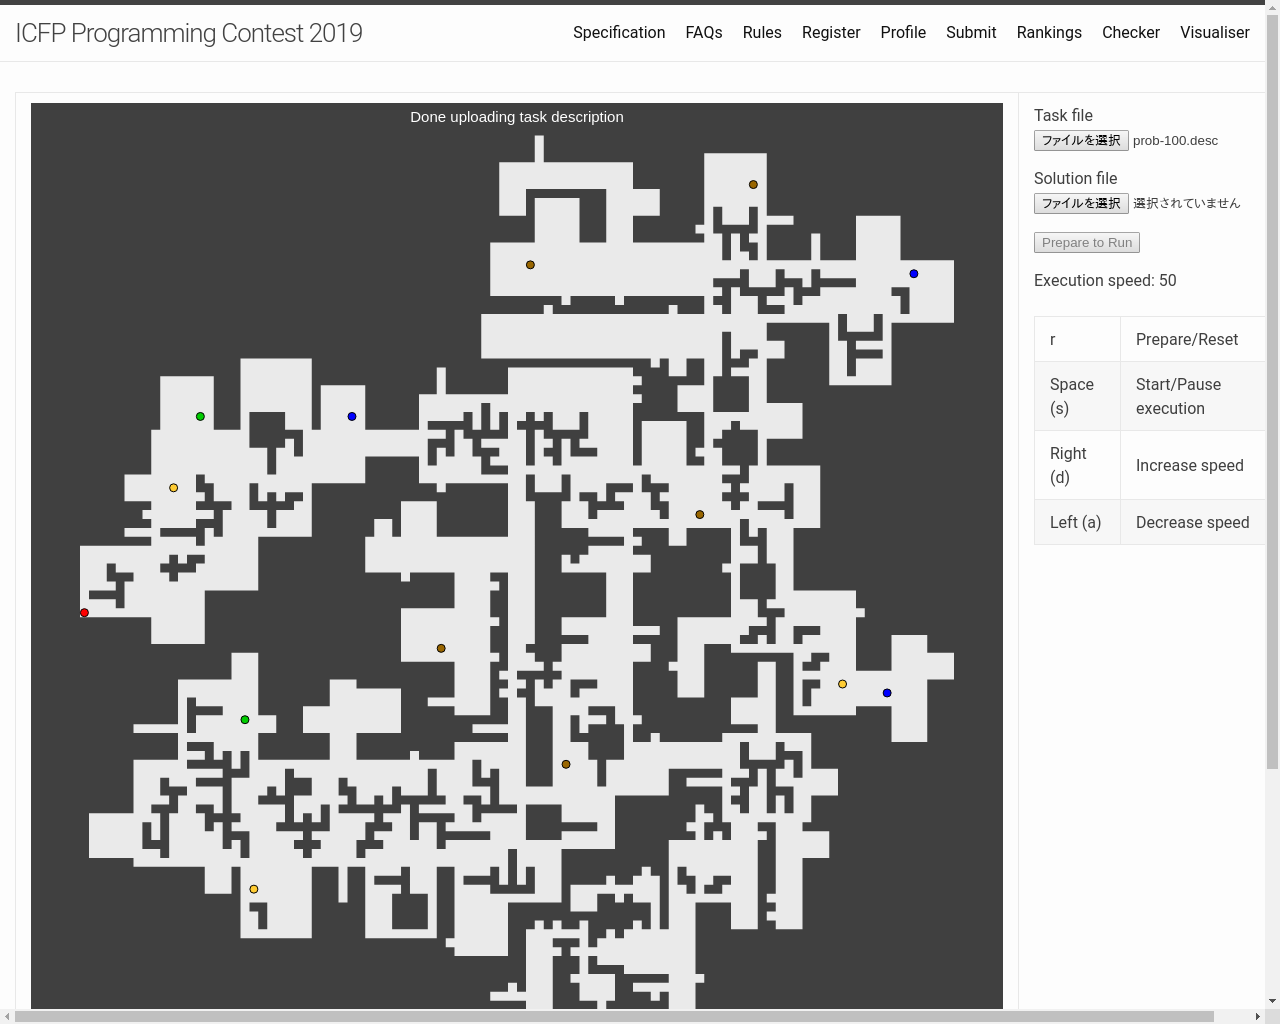 ICFP Programming Contest 2019
Specification FAQs Rules Register Profile Submit Rankings Checker Visualiser
Done uploading task description
Task file
ファイルを選択 prob-100.desc
Solution file
ファイルを選択 選択されていません
Prepare to Run
Execution speed: 50
r Prepare/Reset
Space (s) Start/Pause execution
Right (d) Increase speed
Left (a) Decrease speed